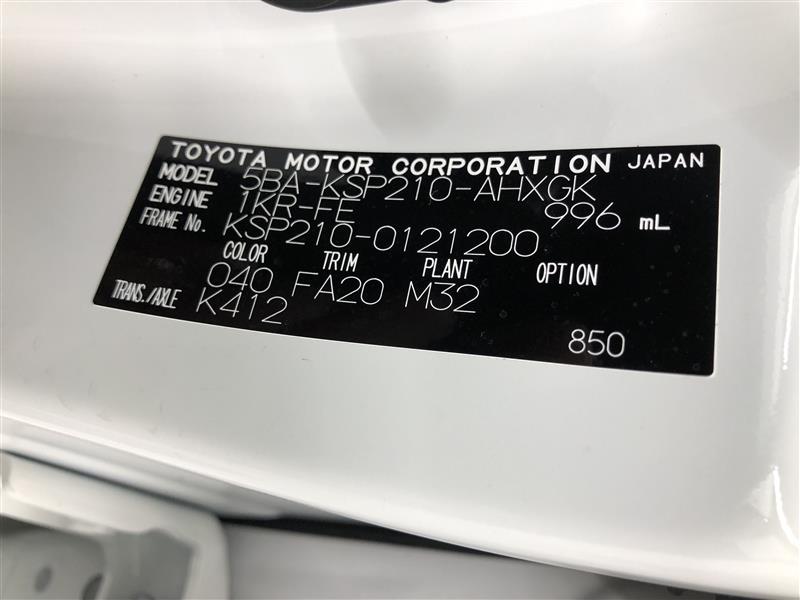 TOYOTA MOTOR CORPORATION JAPAN
MODEL 5BA-KSP210-AHXGK
ENGINE 1KR-FE 996 mL
FRAME No. KSP210-0121200
COLOR TRIM PLANT OPTION
040 FA20 M32
TRANS./AXLE K412
850